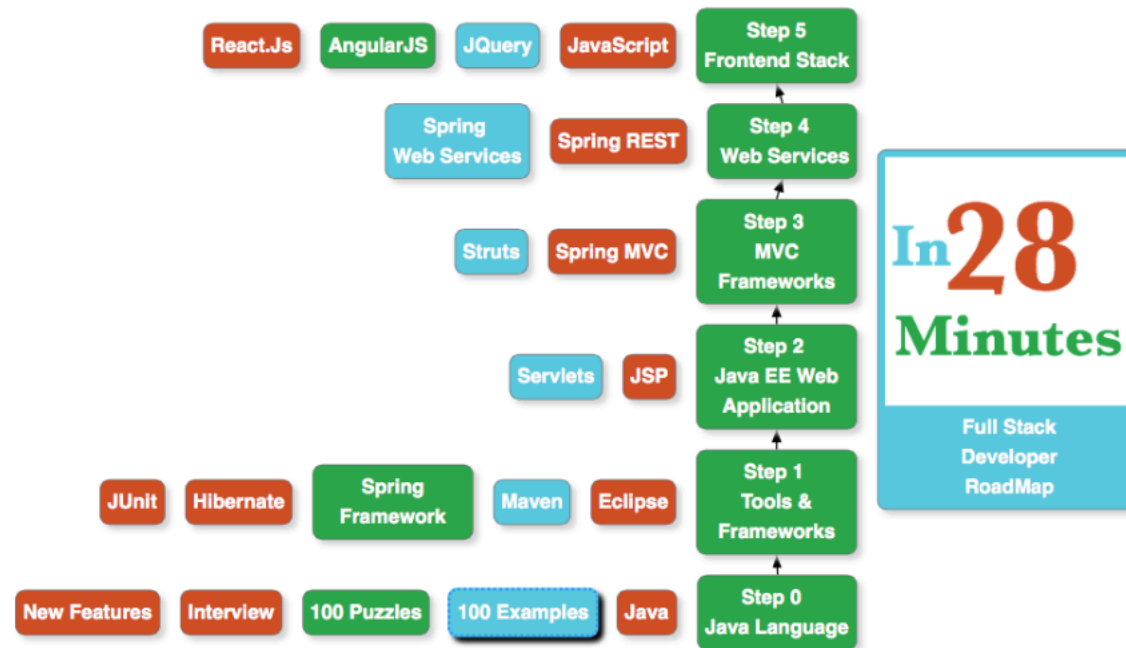 React.Js
AngularJS
JQuery
JavaScript
Step 5
Frontend Stack
Spring
Web Services
Spring REST
Step 4
Web Services
Struts
Spring MVC
Step 3
MVC
Frameworks
Servlets
JSP
Step 2
Java EE Web
Application
JUnit
Hibernate
Spring
Framework
Maven
Eclipse
Step 1
Tools &
Frameworks
New Features
Interview
100 Puzzles
100 Examples
Java
Step 0
Java Language
In 28
Minutes
Full Stack
Developer
RoadMap